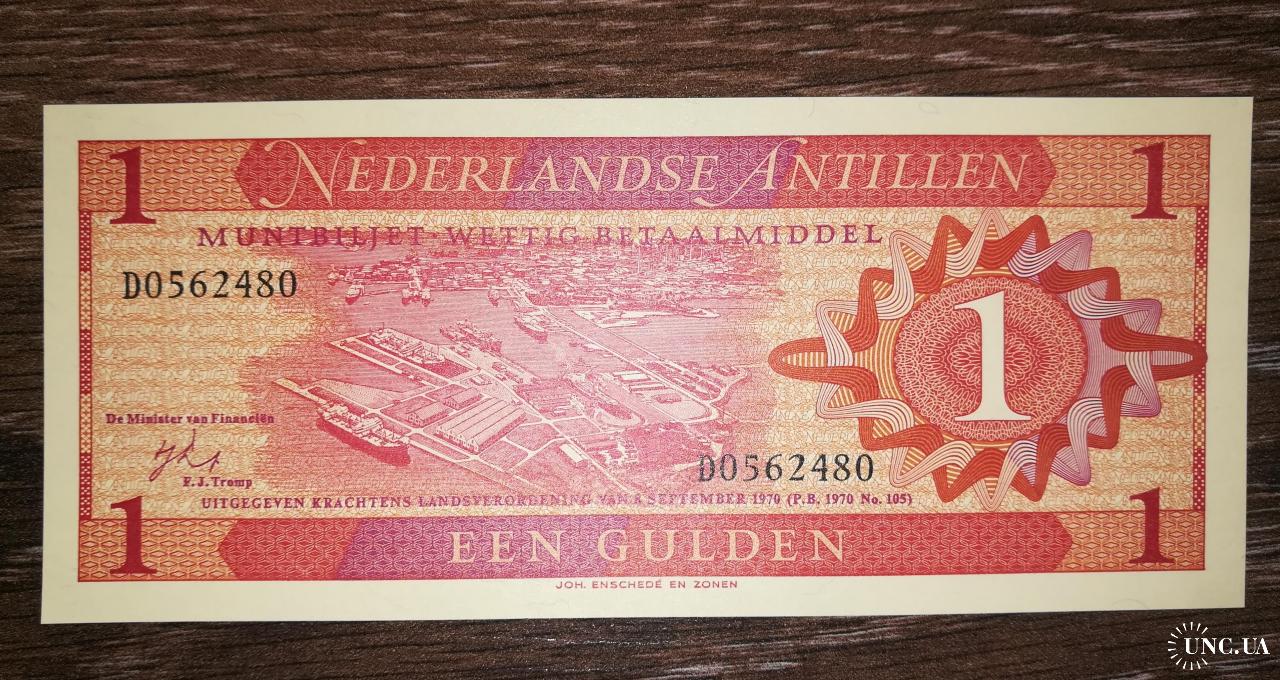 1 NEDERLANDSE ANTILLEN 1
MUNTBILJET·WETTIG BETAALMIDDEL
D0562480
1
De Minister van Financiën
F. J. Tromp
D0562480
UITGEGEVEN KRACHTENS LANDSVERORDENING VAN 8 SEPTEMBER 1970 (P.B. 1970 No. 105)
1 EEN GULDEN 1
JOH. ENSCHEDÉ EN ZONEN
UNC.UA